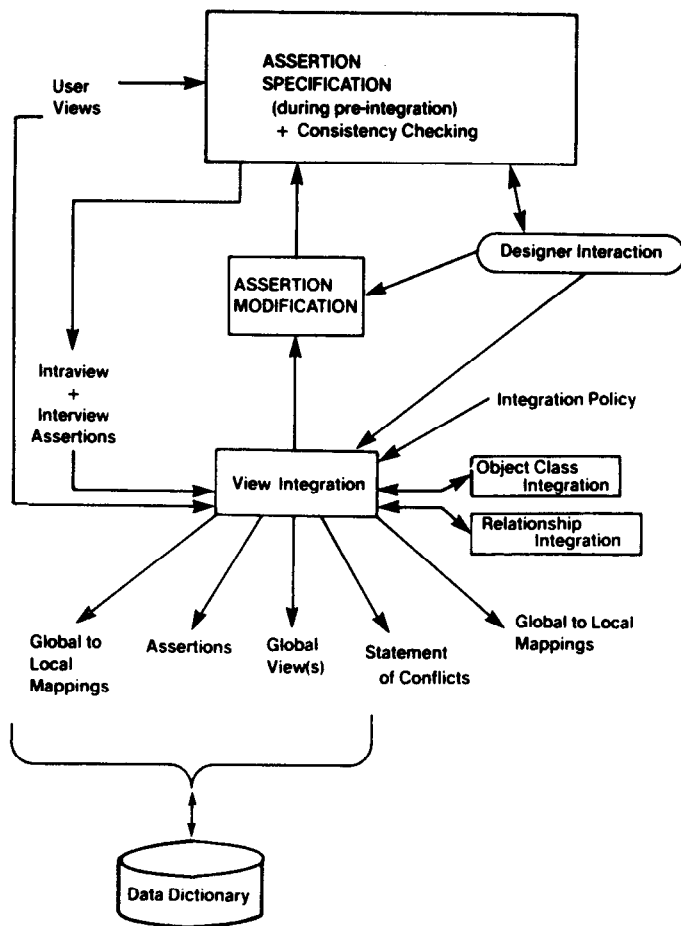 ASSERTION
SPECIFICATION
(during pre-integration)
+ Consistency Checking
User
Views
Designer Interaction
ASSERTION
MODIFICATION
Intraview
+
Interview
Assertions
Integration Policy
View Integration
Object Class
Integration
Relationship
Integration
Global to
Local
Mappings
Assertions
Global
View(s)
Statement
of Conflicts
Global to Local
Mappings
Data Dictionary